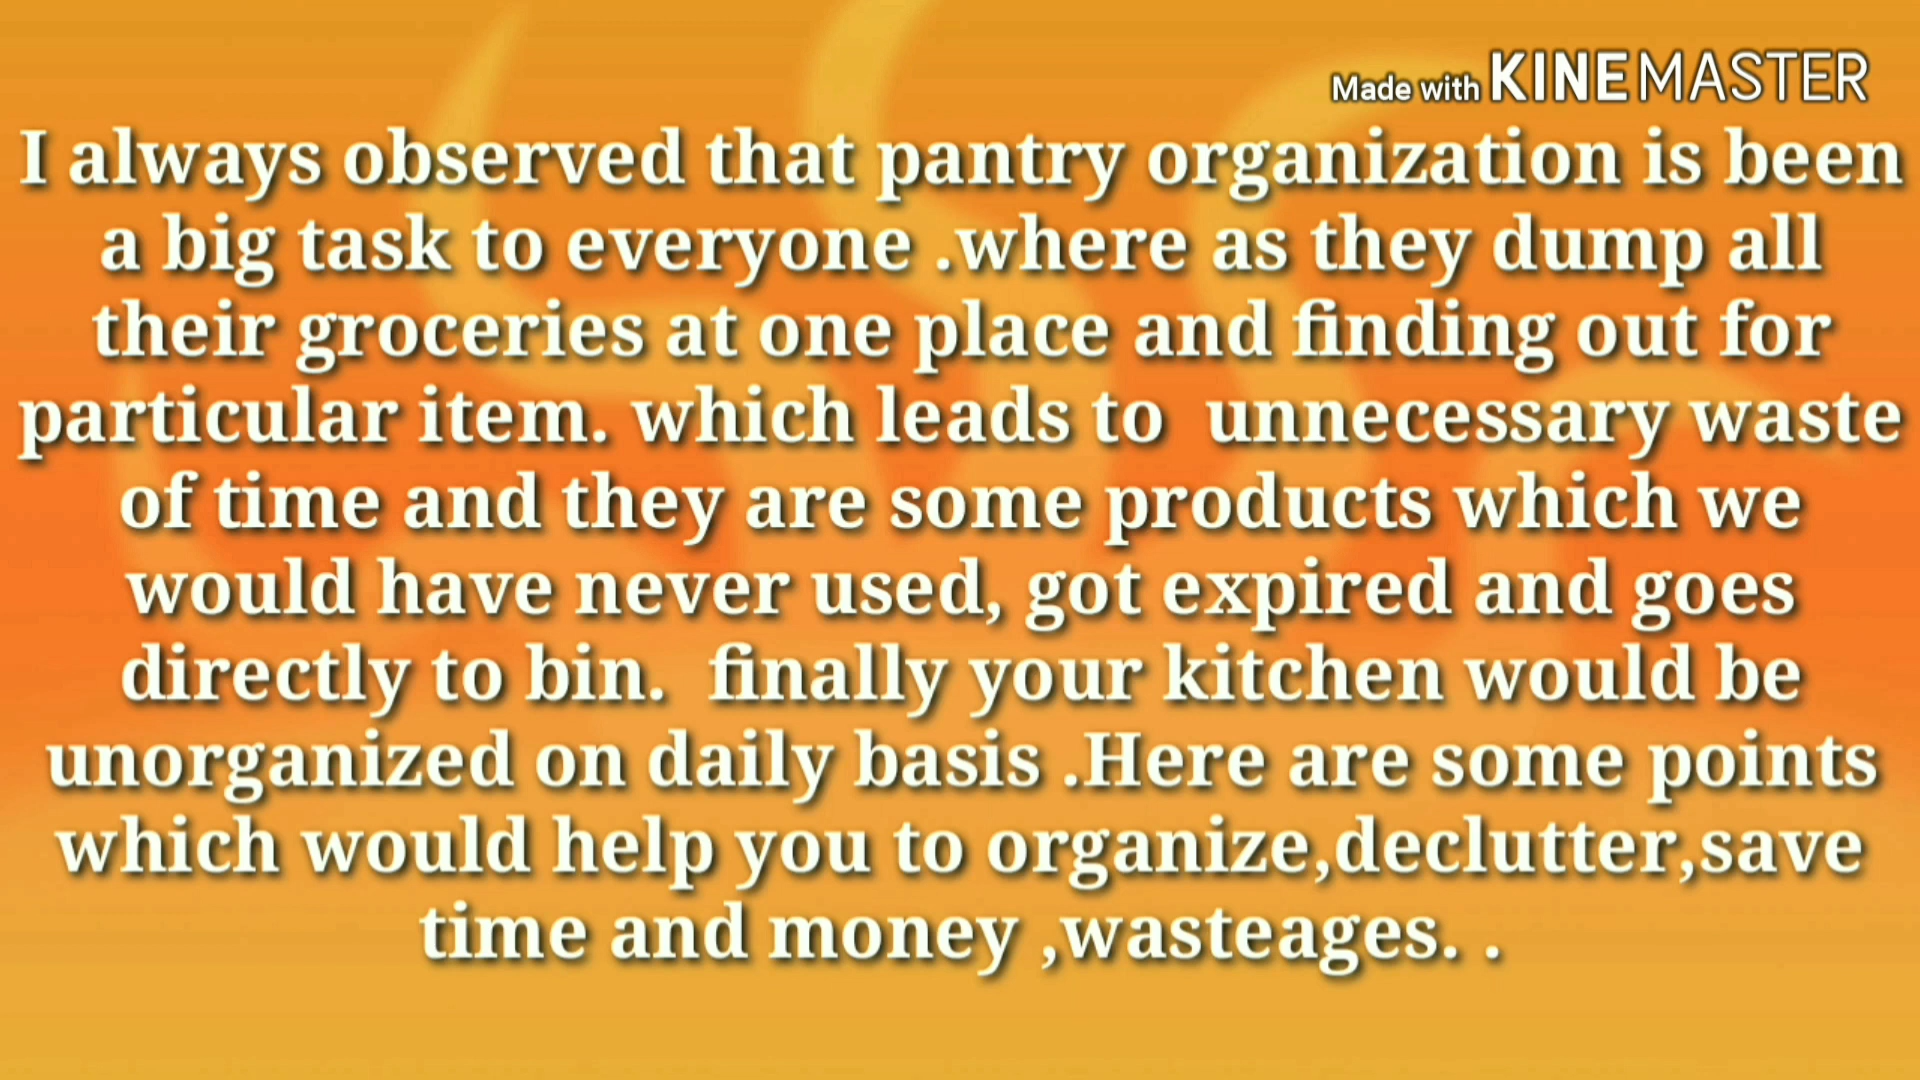 Made with KINEMASTER
I always observed that pantry organization is been
a big task to everyone .where as they dump all
their groceries at one place and finding out for
particular item. which leads to  unnecessary waste
of time and they are some products which we
would have never used, got expired and goes
directly to bin.  finally your kitchen would be
unorganized on daily basis .Here are some points
which would help you to organize,declutter,save
time and money ,wasteages. .